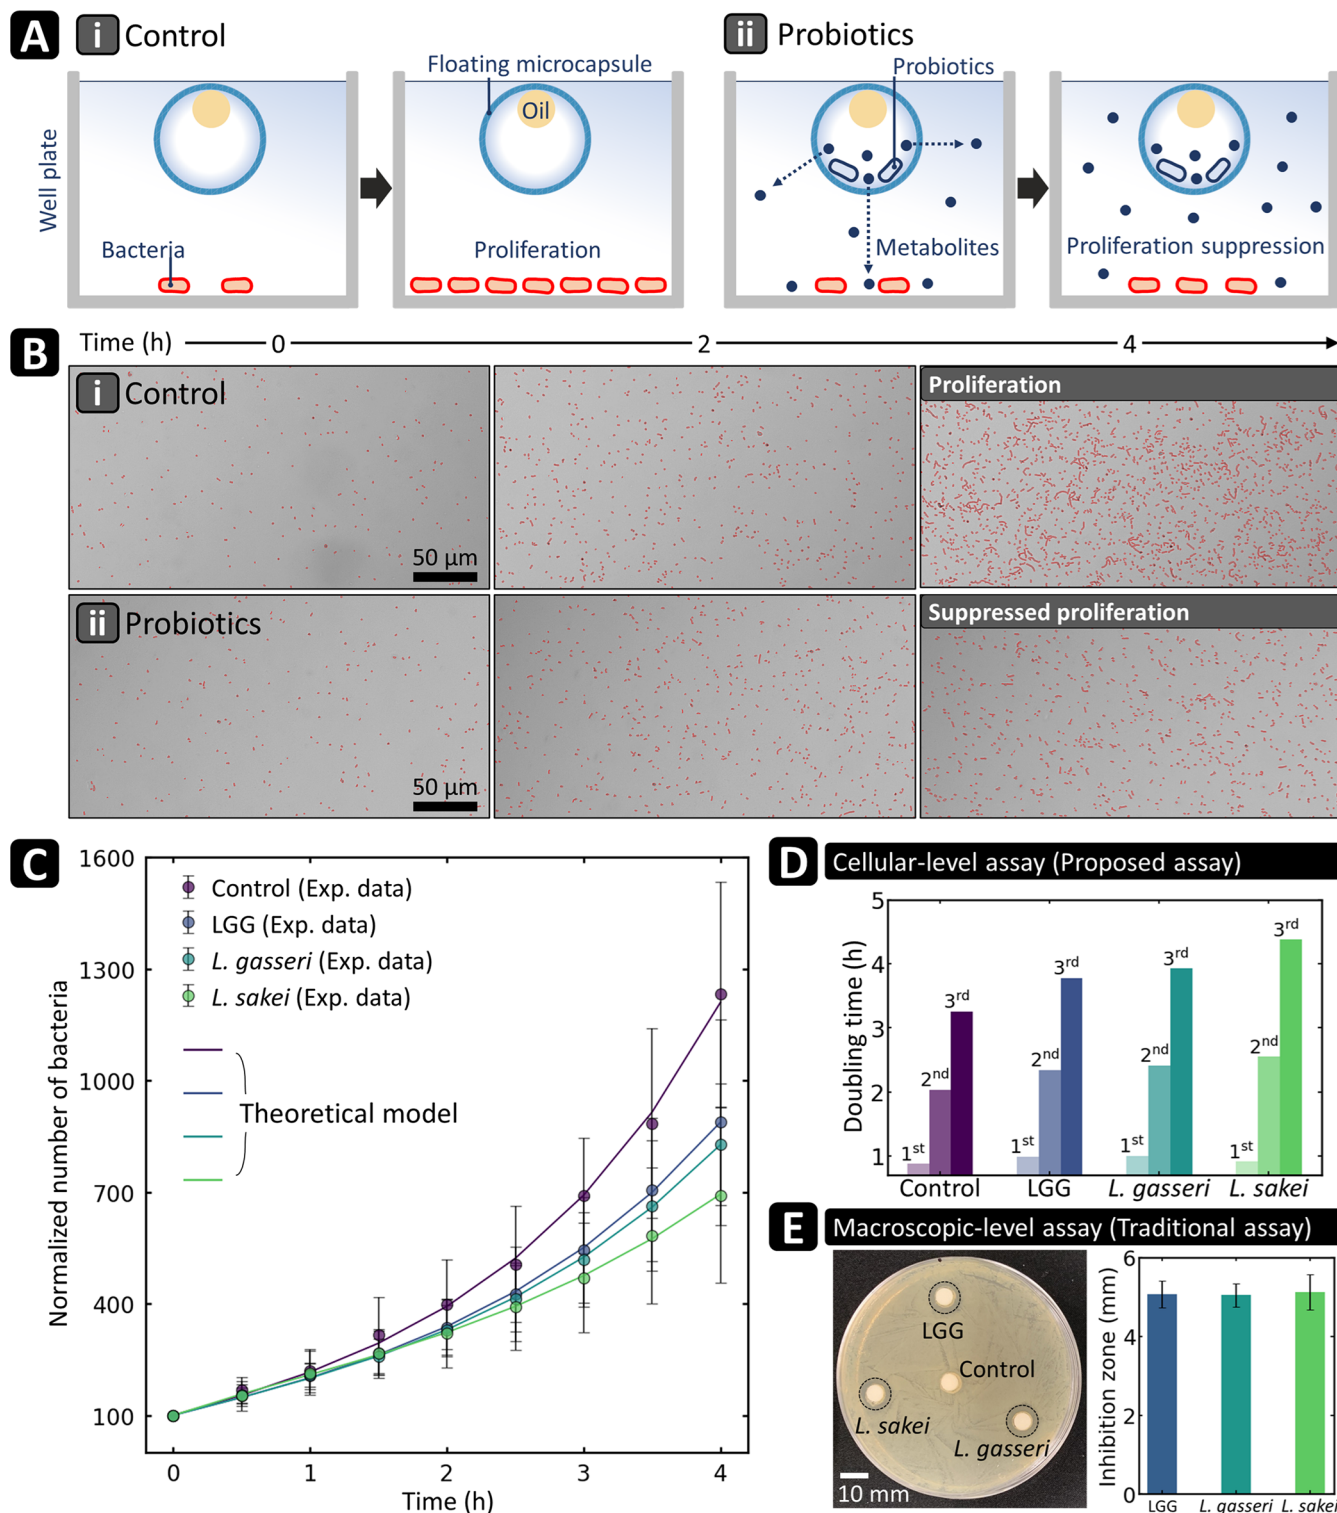 A
i Control
ii Probiotics
Well plate
Floating microcapsule
Oil
Bacteria
Proliferation
Probiotics
Metabolites
Proliferation suppression
B
Time (h) 0 2 4
i Control
50 μm
Proliferation
ii Probiotics
50 μm
Suppressed proliferation
C
Normalized number of bacteria
1600
1300
1000
700
400
100
Control (Exp. data)
LGG (Exp. data)
L. gasseri (Exp. data)
L. sakei (Exp. data)
Theoretical model
0 1 2 3 4
Time (h)
D
Cellular-level assay (Proposed assay)
Doubling time (h)
5
4
3
2
1
1st 2nd 3rd
1st 2nd 3rd
1st 2nd 3rd
1st 2nd 3rd
Control LGG L. gasseri L. sakei
E
Macroscopic-level assay (Traditional assay)
LGG
Control
L. sakei
L. gasseri
10 mm
Inhibition zone (mm)
6
4
2
0
LGG L. gasseri L. sakei